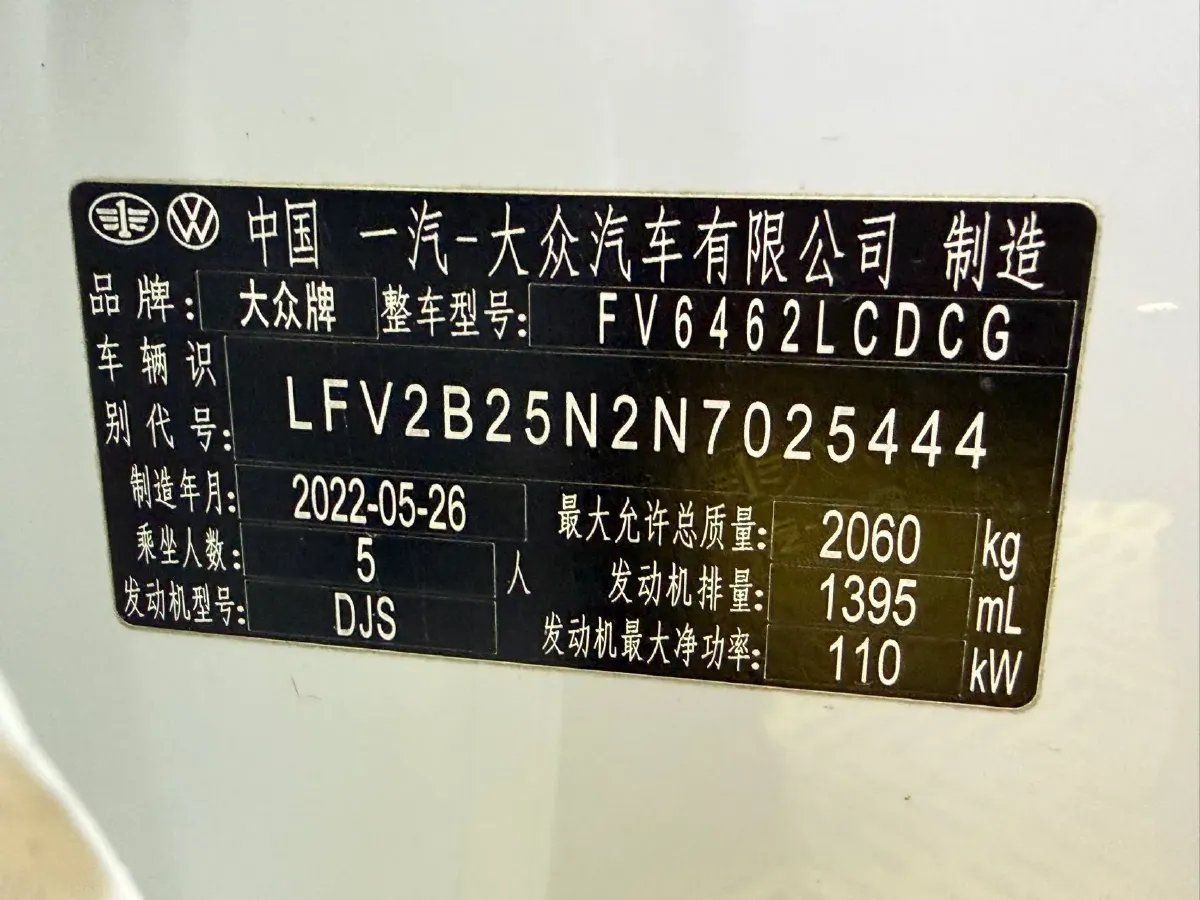 中国 一汽-大众汽车有限公司 制造
品牌: 大众牌 整车型号: FV6462LCDCG
车辆识别代号: LFV2B25N2N7025444
制造年月: 2022-05-26
最大允许总质量: 2060 kg
乘坐人数: 5 人
发动机排量: 1395 mL
发动机型号: DJS
发动机最大净功率: 110 kW